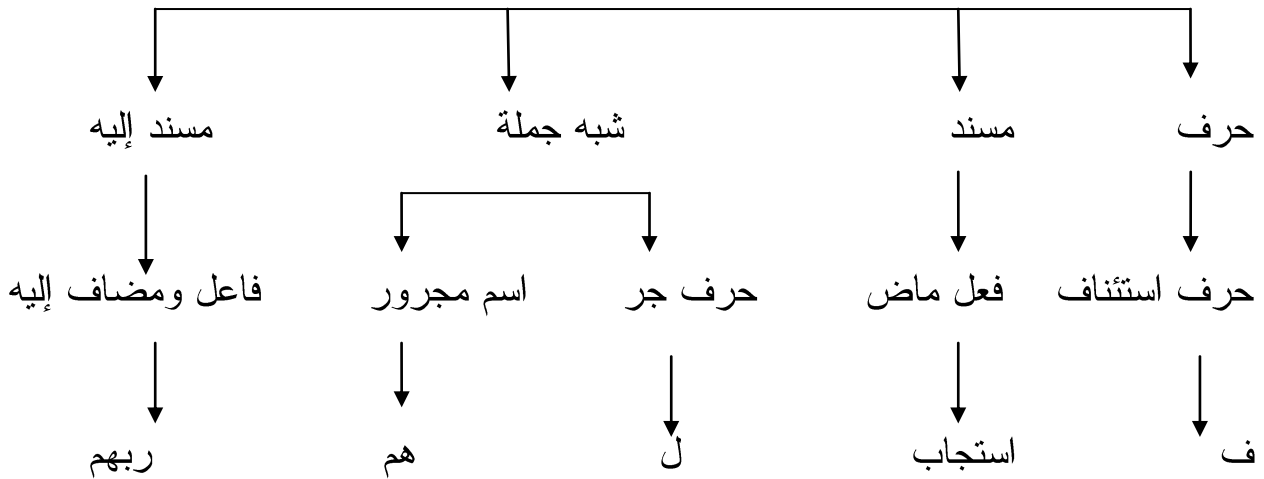 حرف مسند شبه جملة مسند إليه
حرف استئناف فعل ماض حرف جر اسم مجرور فاعل ومضاف إليه
ف استجاب ل هم ربهم